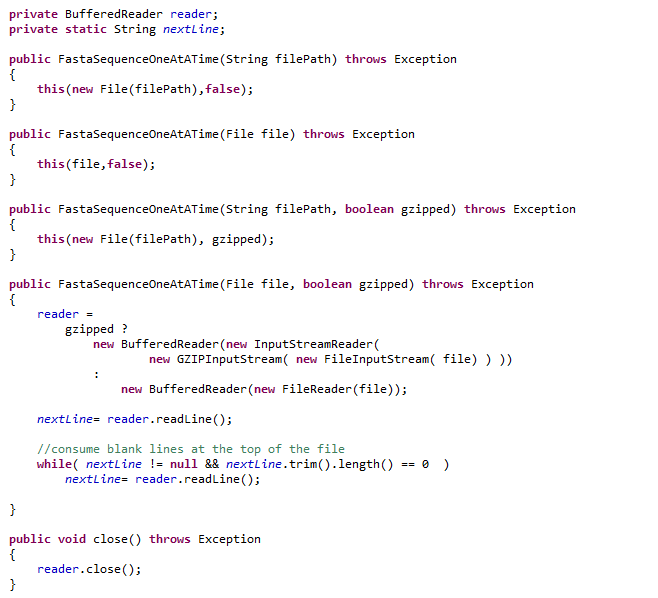 private BufferedReader reader;
private static String nextLine;
public FastaSequenceOneAtATime(String filePath) throws Exception
{
this(new File(filePath),false);
}
public FastaSequenceOneAtATime(File file) throws Exception
{
this(file,false);
}
public FastaSequenceOneAtATime(String filePath, boolean gzipped) throws Exception
{
this(new File(filePath), gzipped);
}
public FastaSequenceOneAtATime(File file, boolean gzipped) throws Exception
{
reader =
gzipped ?
new BufferedReader(new InputStreamReader(
new GZIPInputStream( new FileInputStream( file) ) ))
:
new BufferedReader(new FileReader(file));
nextLine= reader.readLine();
//consume blank lines at the top of the file
while( nextLine != null && nextLine.trim().length() == 0  )
nextLine= reader.readLine();
}
public void close() throws Exception
{
reader.close();
}